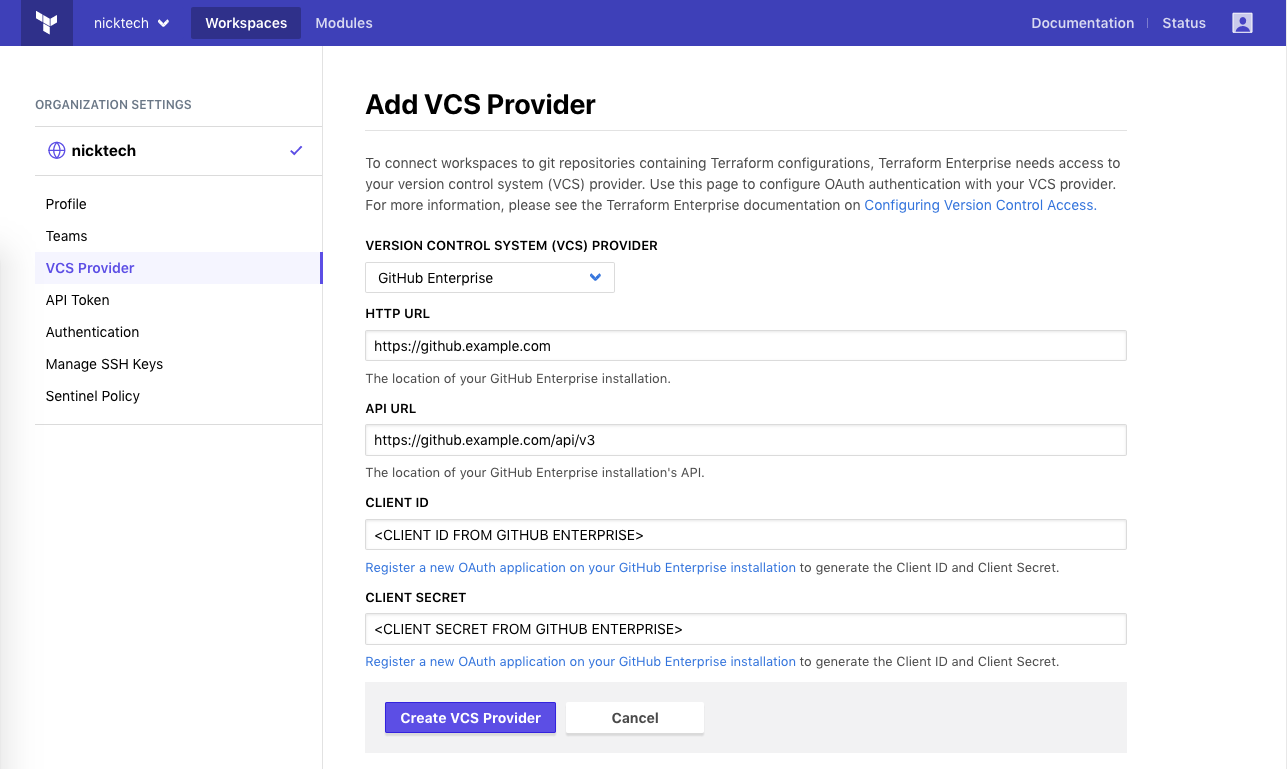 nicktech
Workspaces
Modules
Documentation
Status
ORGANIZATION SETTINGS
nicktech
Profile
Teams
VCS Provider
API Token
Authentication
Manage SSH Keys
Sentinel Policy
Add VCS Provider
To connect workspaces to git repositories containing Terraform configurations, Terraform Enterprise needs access to
your version control system (VCS) provider. Use this page to configure OAuth authentication with your VCS provider.
For more information, please see the Terraform Enterprise documentation on Configuring Version Control Access.
VERSION CONTROL SYSTEM (VCS) PROVIDER
GitHub Enterprise
HTTP URL
https://github.example.com
The location of your GitHub Enterprise installation.
API URL
https://github.example.com/api/v3
The location of your GitHub Enterprise installation's API.
CLIENT ID
<CLIENT ID FROM GITHUB ENTERPRISE>
Register a new OAuth application on your GitHub Enterprise installation to generate the Client ID and Client Secret.
CLIENT SECRET
<CLIENT SECRET FROM GITHUB ENTERPRISE>
Register a new OAuth application on your GitHub Enterprise installation to generate the Client ID and Client Secret.
Create VCS Provider
Cancel